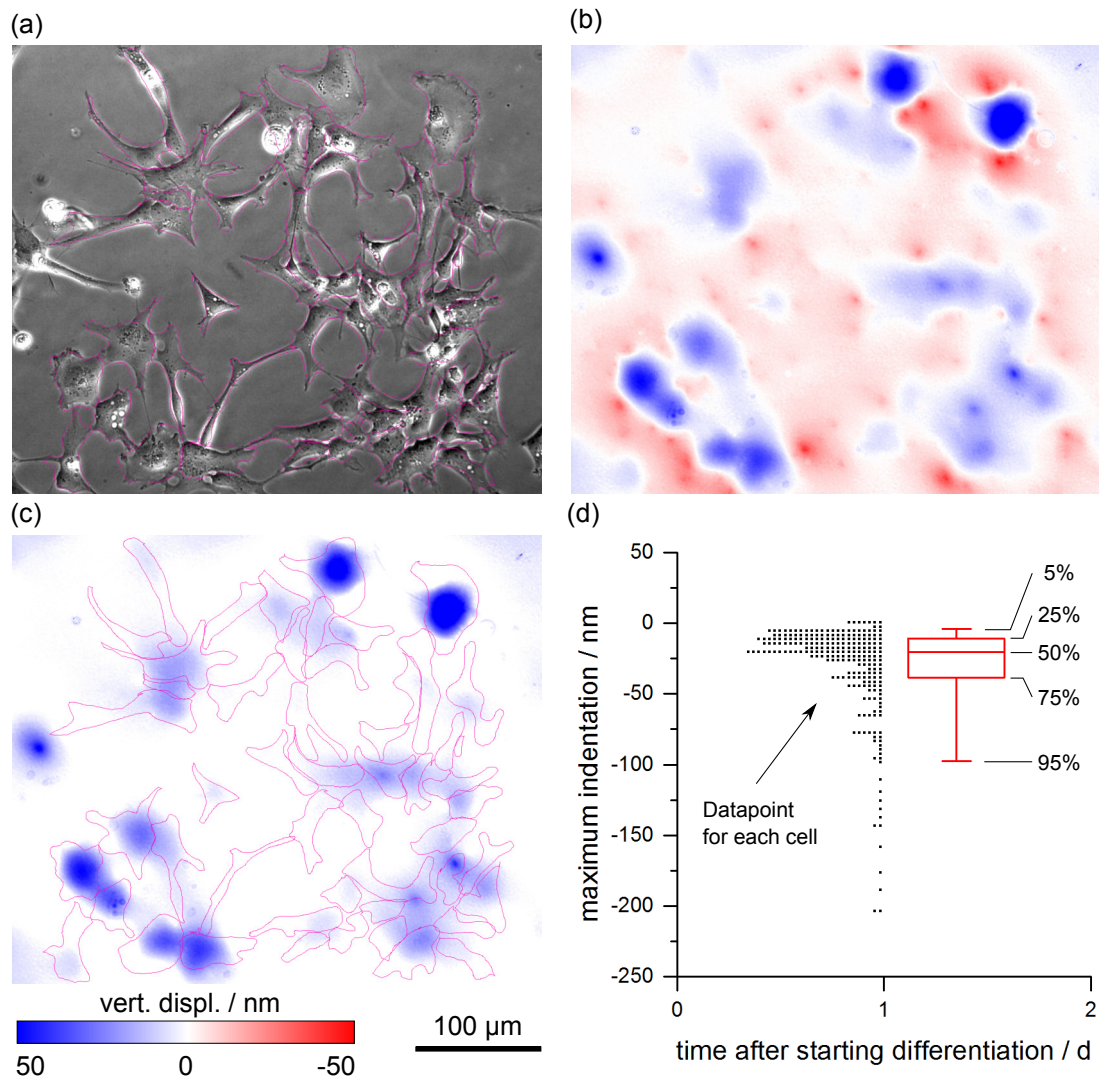 (a)
(b)
(c)
vert. displ. / nm
50
0
-50
100 µm
(d)
maximum indentation / nm
50
0
-50
-100
-150
-200
-250
0
1
2
time after starting differentiation / d
Datapoint
for each cell
5%
25%
50%
75%
95%